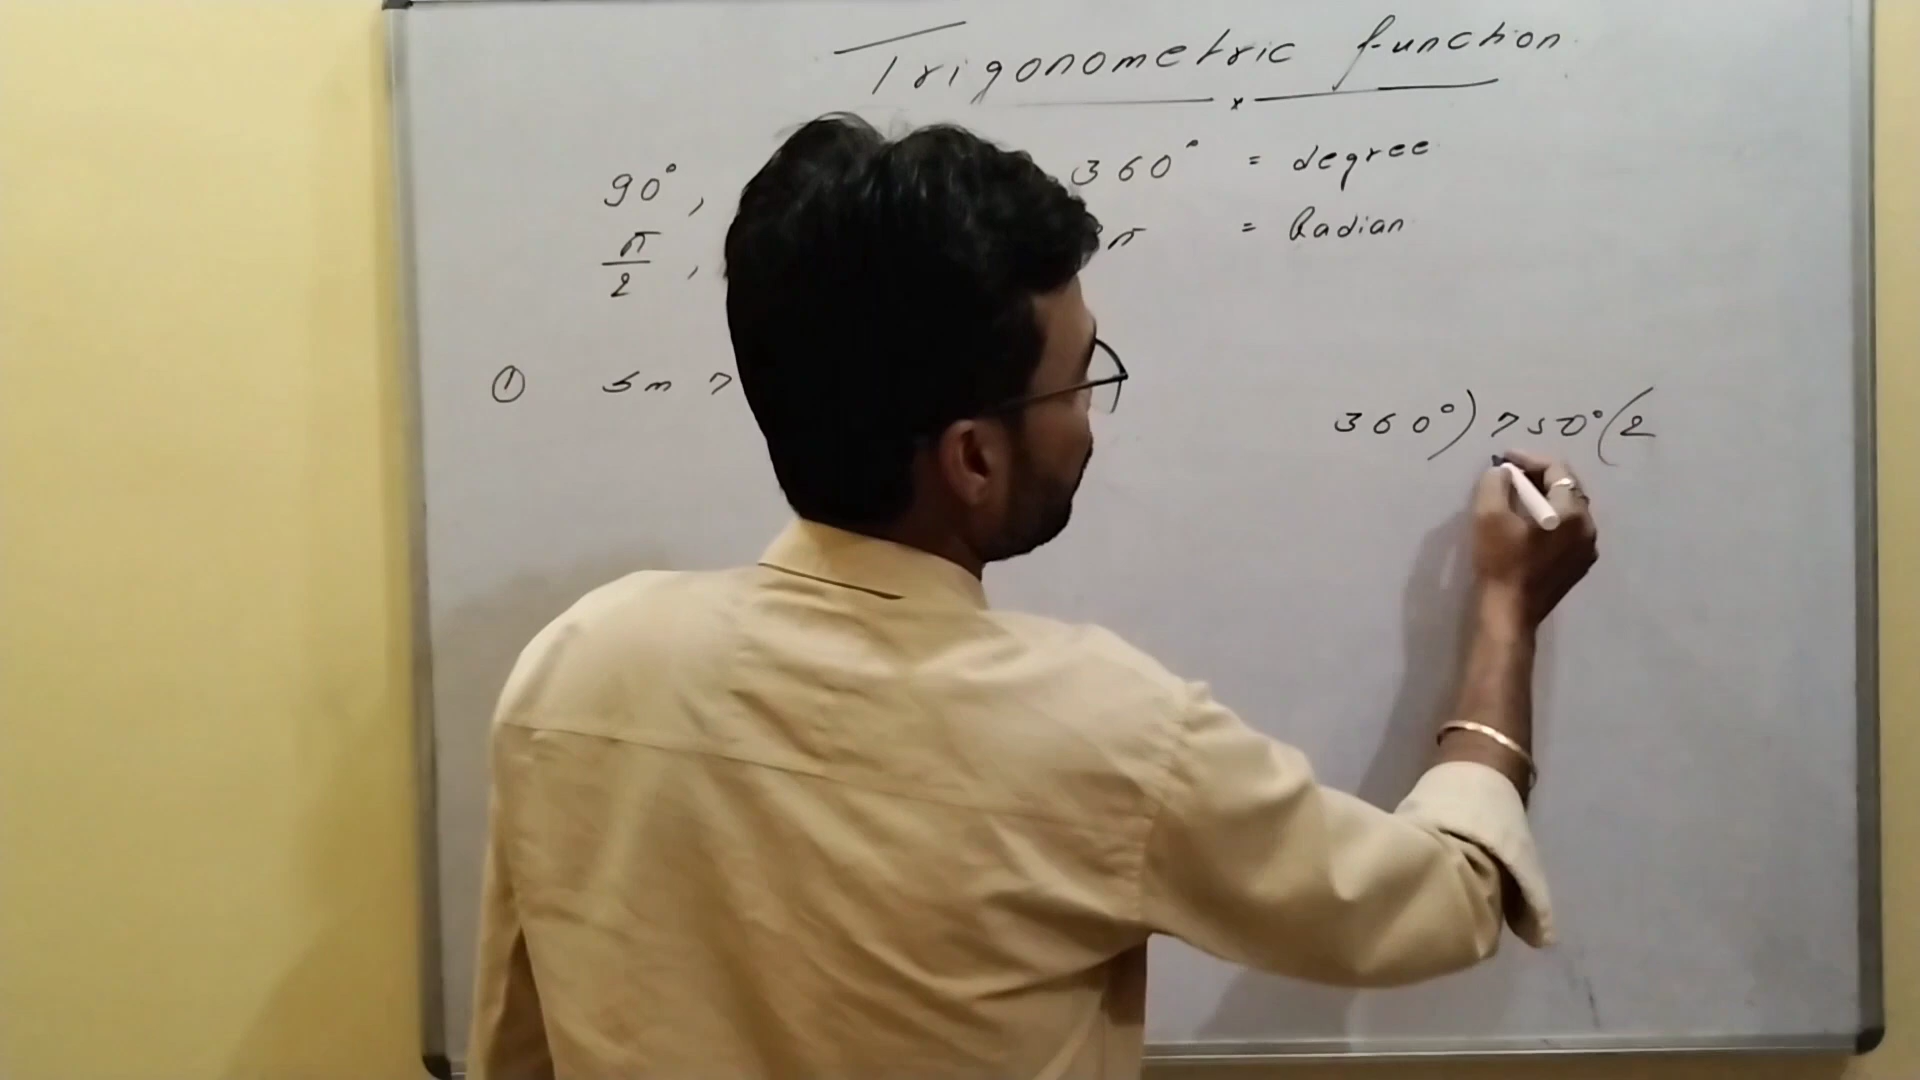 Trigonometric function
90°, 360° = degree
π/2, π = Radian
① Sin 7
360°)750°(2